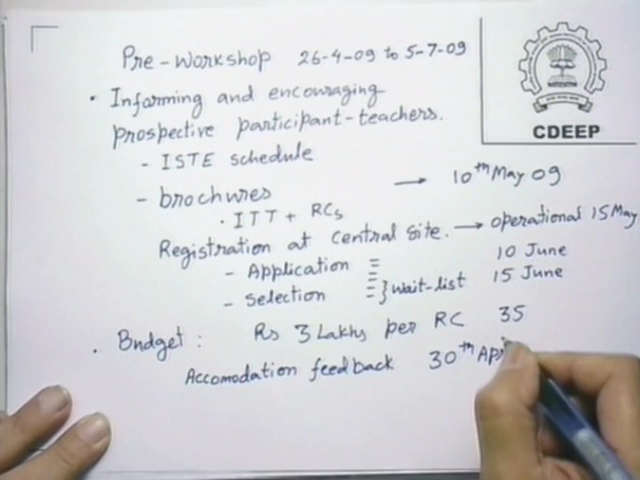 Pre-Workshop 26-4-09 to 5-7-09
• Informing and encouraging
prospective participant-teachers.
- ISTE schedule
- brochures → 10th May 09
• ITT + RCs
Registration at Central Site. → operational 15 May
- Application 10 June
- Selection } wait-list 15 June
• Budget: Rs 3 Lakhs per RC 35
Accomodation feedback 30th Ap
CDEEP